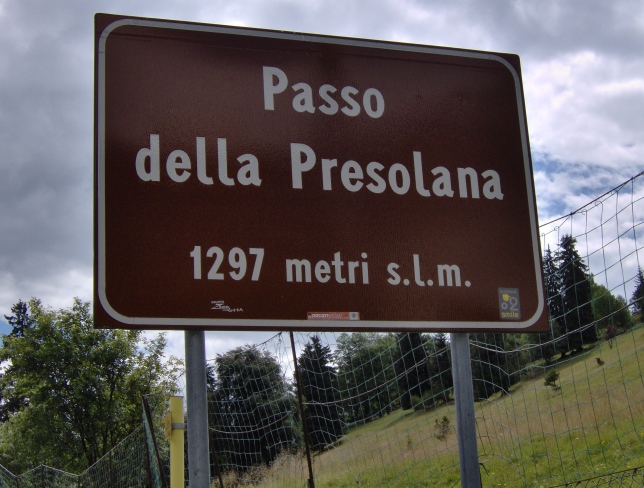 Passo
della Presolana
1297 metri s.l.m.